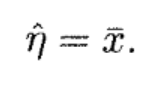 η̂ = x̄.